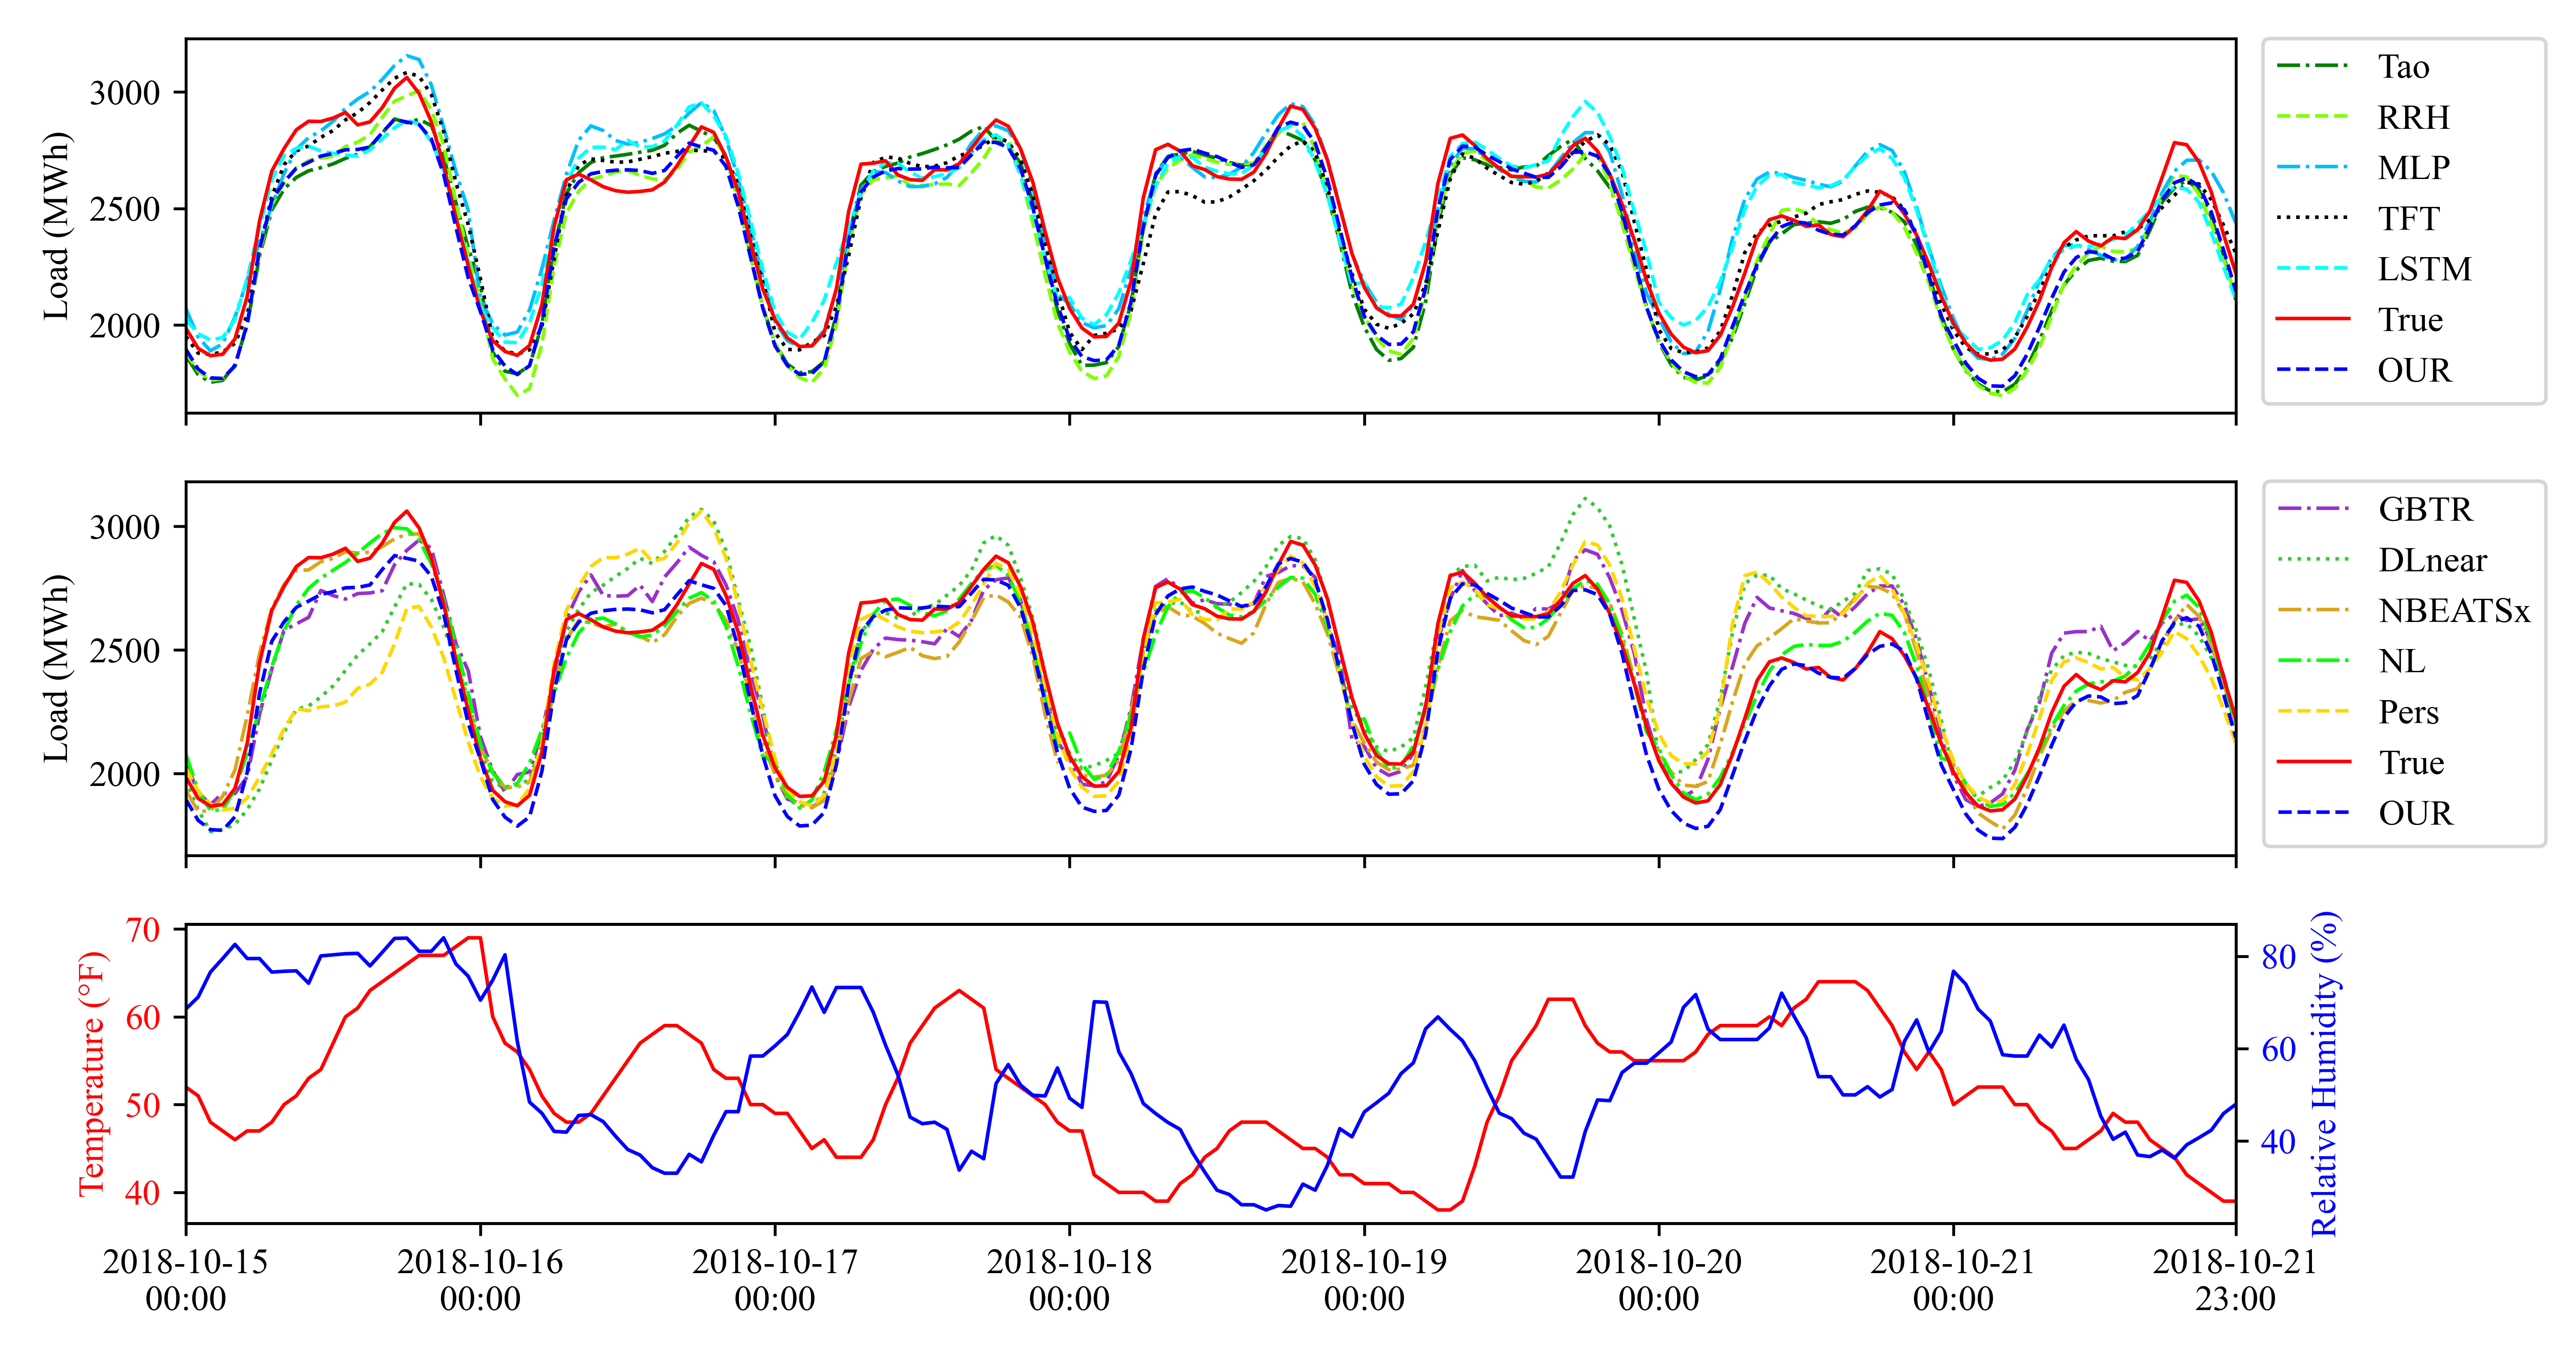 3000
2500
2000
Load (MWh)
Tao
RRH
MLP
TFT
LSTM
True
OUR
3000
2500
2000
Load (MWh)
GBTR
DLnear
NBEATSx
NL
Pers
True
OUR
70
60
50
40
Temperature (°F)
80
60
40
Relative Humidity (%)
2018-10-15 2018-10-16 2018-10-17 2018-10-18 2018-10-19 2018-10-20 2018-10-21 2018-10-21
00:00 00:00 00:00 00:00 00:00 00:00 00:00 23:00